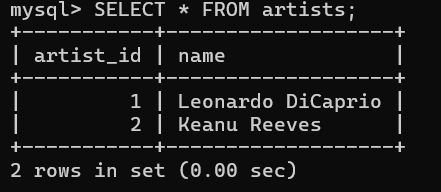 mysql> SELECT * FROM artists;
+-----------+-------------------+
| artist_id | name              |
+-----------+-------------------+
|         1 | Leonardo DiCaprio |
|         2 | Keanu Reeves      |
+-----------+-------------------+
2 rows in set (0.00 sec)